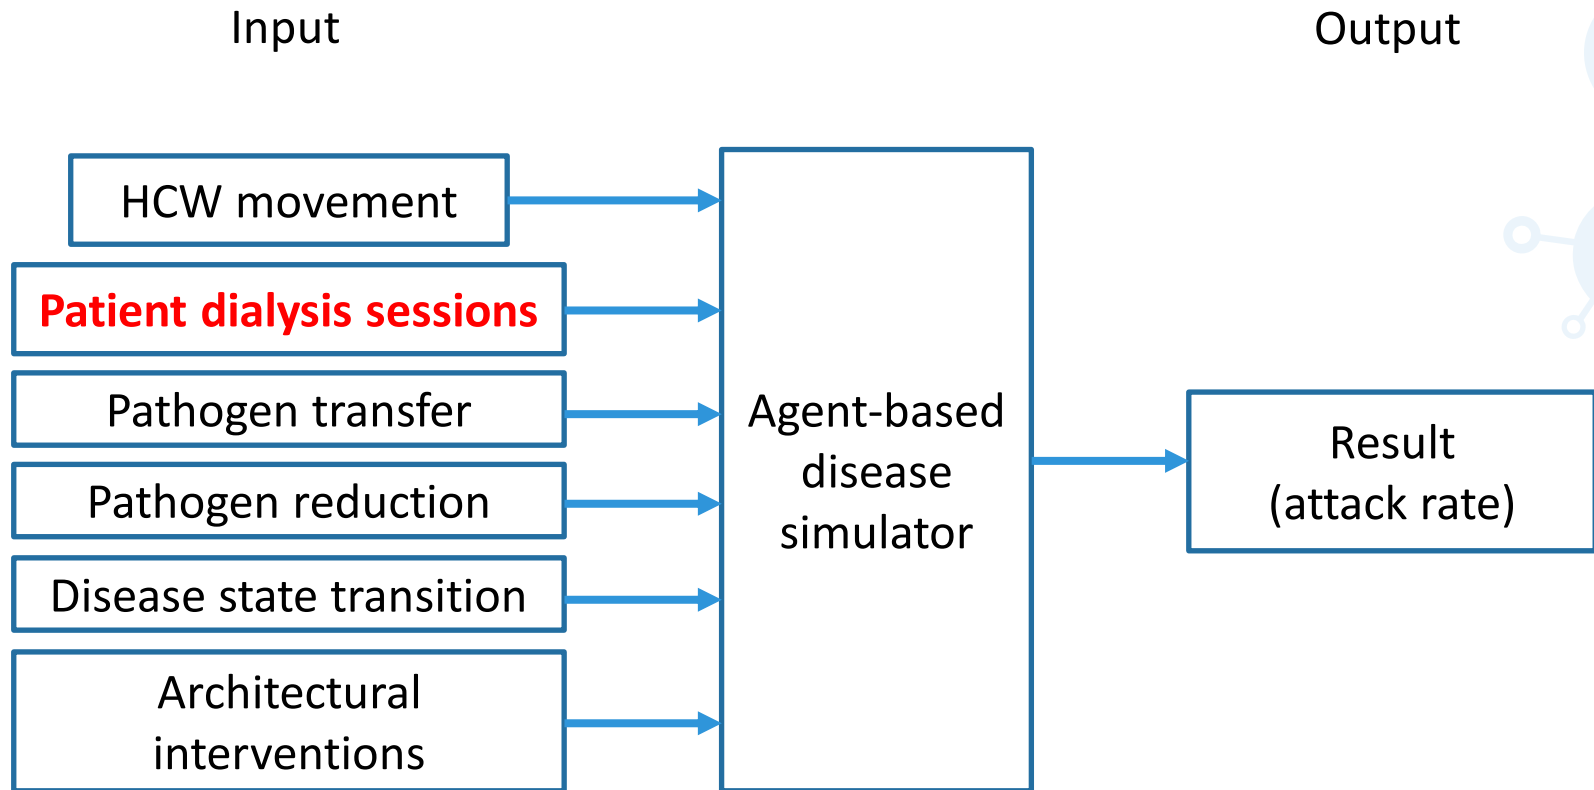 Input
Output
HCW movement
Patient dialysis sessions
Pathogen transfer
Pathogen reduction
Disease state transition
Architectural
interventions
Agent-based
disease
simulator
Result
(attack rate)